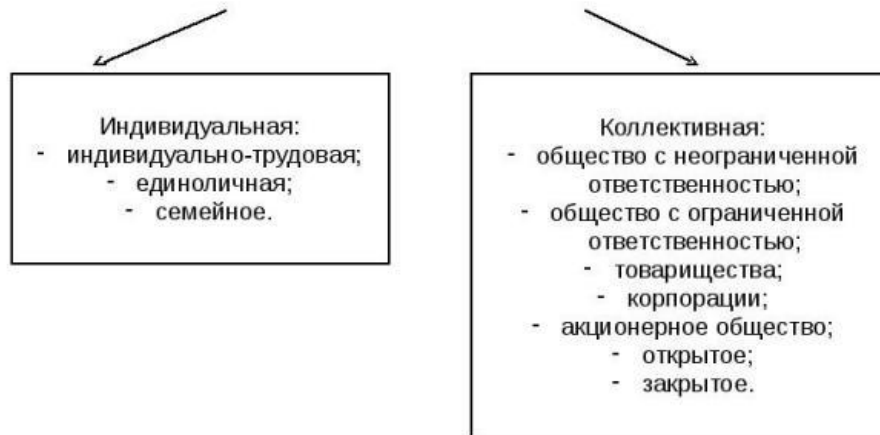 Индивидуальная:
- индивидуально-трудовая;
- единоличная;
- семейное.
Коллективная:
- общество с неограниченной
ответственностью;
- общество с ограниченной
ответственностью;
- товарищества;
- корпорации;
- акционерное общество;
- открытое;
- закрытое.